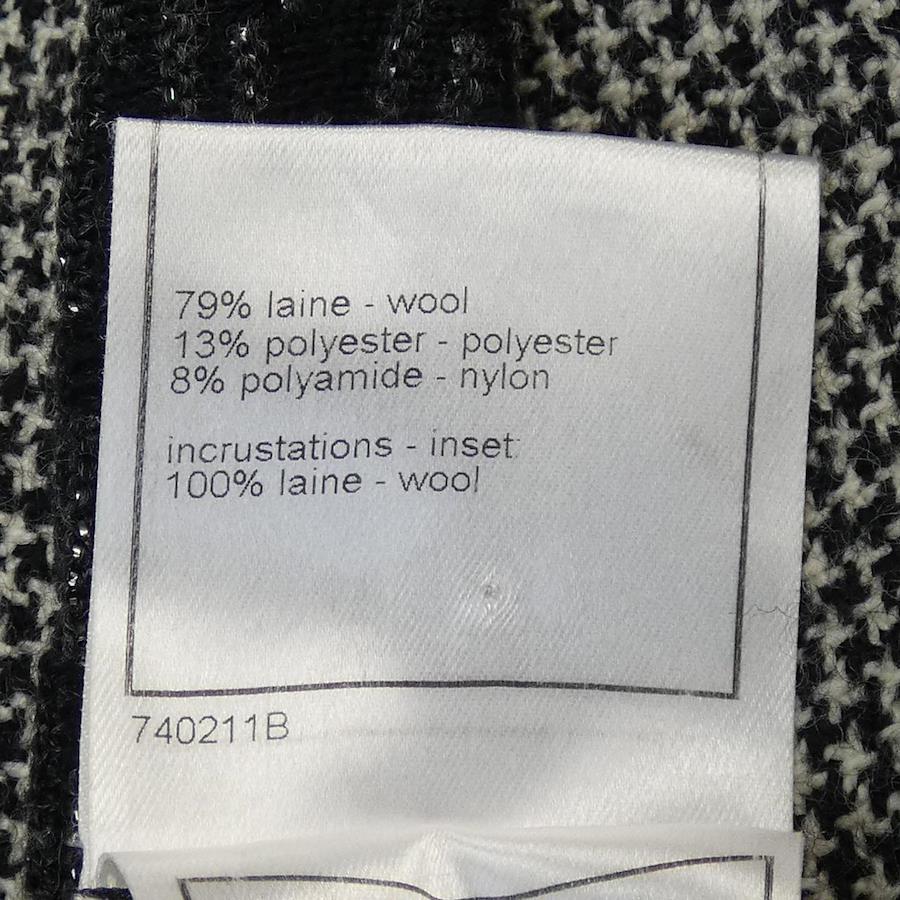 79% laine - wool
13% polyester - polyester
8% polyamide - nylon
incrustations - inset
100% laine - wool
740211B